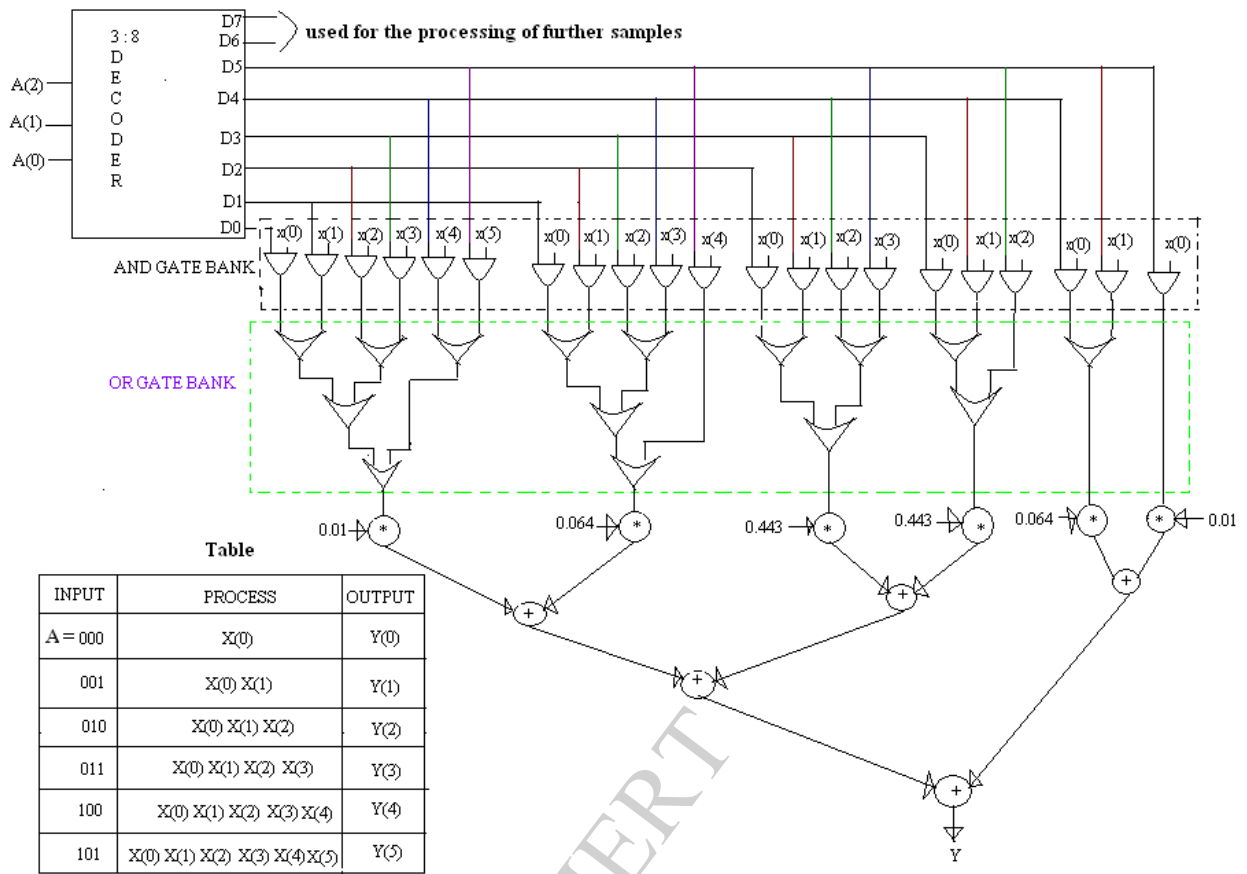 D7
D6
used for the processing of further samples
3 : 8
D
E
C
O
D
E
R
A(2)
A(1)
A(0)
D5
D4
D3
D2
D1
D0
x(0) x(1) x(2) x(3) x(4) x(5) x(0) x(1) x(2) x(3) x(4) x(0) x(1) x(2) x(3) x(0) x(1) x(2) x(0) x(1) x(0)
AND GATE BANK
OR GATE BANK
0.01 * 0.064 * 0.443 * 0.443 * 0.064 * * 0.01
+ + +
+
+
Y
Table
INPUT PROCESS OUTPUT
A = 000 X(0) Y(0)
001 X(0) X(1) Y(1)
010 X(0) X(1) X(2) Y(2)
011 X(0) X(1) X(2) X(3) Y(3)
100 X(0) X(1) X(2) X(3) X(4) Y(4)
101 X(0) X(1) X(2) X(3) X(4) X(5) Y(5)
VERT